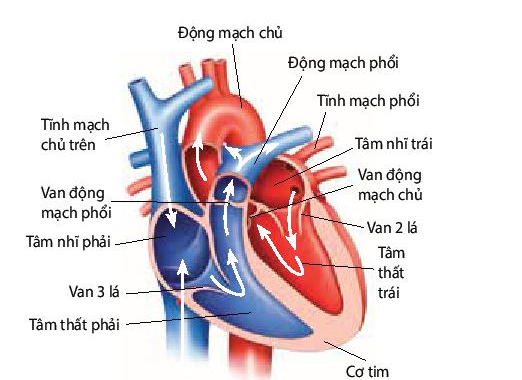 Động mạch chủ
Động mạch phổi
Tĩnh mạch phổi
Tĩnh mạch
chủ trên
Tâm nhĩ trái
Van động
mạch chủ
Van động
mạch phổi
Van 2 lá
Tâm nhĩ phải
Tâm
thất
trái
Van 3 lá
Tâm thất phải
Cơ tim